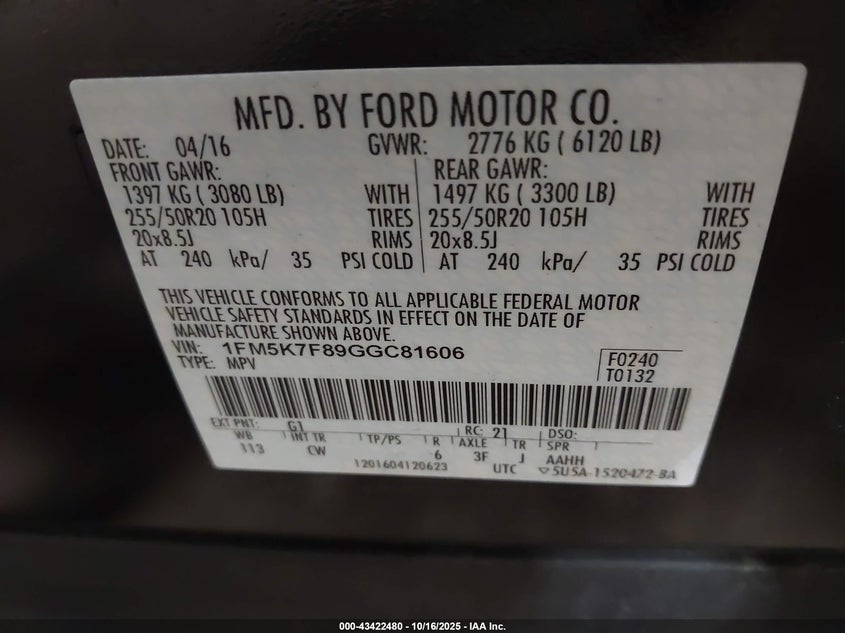 MFD. BY FORD MOTOR CO.
DATE: 04/16 GVWR: 2776 KG ( 6120 LB)
FRONT GAWR: REAR GAWR:
1397 KG ( 3080 LB) WITH 1497 KG ( 3300 LB) WITH
255/50R20 105H TIRES 255/50R20 105H TIRES
20x8.5J RIMS 20x8.5J RIMS
AT 240 kPa/ 35 PSI COLD AT 240 kPa/ 35 PSI COLD
THIS VEHICLE CONFORMS TO ALL APPLICABLE FEDERAL MOTOR
VEHICLE SAFETY STANDARDS IN EFFECT ON THE DATE OF
MANUFACTURE SHOWN ABOVE.
VIN: 1FM5K7F89GGC81606 F0240
TYPE: MPV T0132
EXT PNT: G1 RC: 21 DSO:
WB INT TR TP/PS R AXLE TR SPR
113 CW 6 3F J AAHH
1201604120623 UTC ▽5U5A-1520472-BA
000-43422480 - 10/16/2025 - IAA Inc.